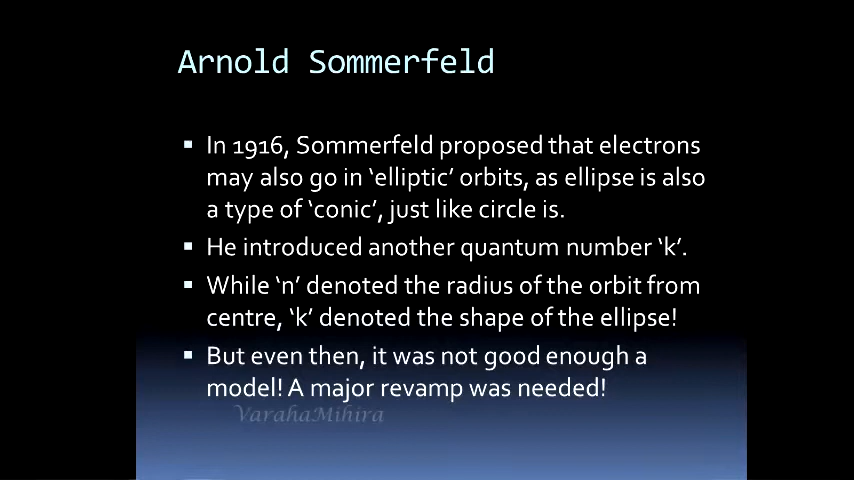 Arnold Sommerfeld
▪ In 1916, Sommerfeld proposed that electrons
may also go in ‘elliptic’ orbits, as ellipse is also
a type of ‘conic’, just like circle is.
▪ He introduced another quantum number ‘k’.
▪ While ‘n’ denoted the radius of the orbit from
centre, ‘k’ denoted the shape of the ellipse!
▪ But even then, it was not good enough a
model! A major revamp was needed!
VarahaMihira